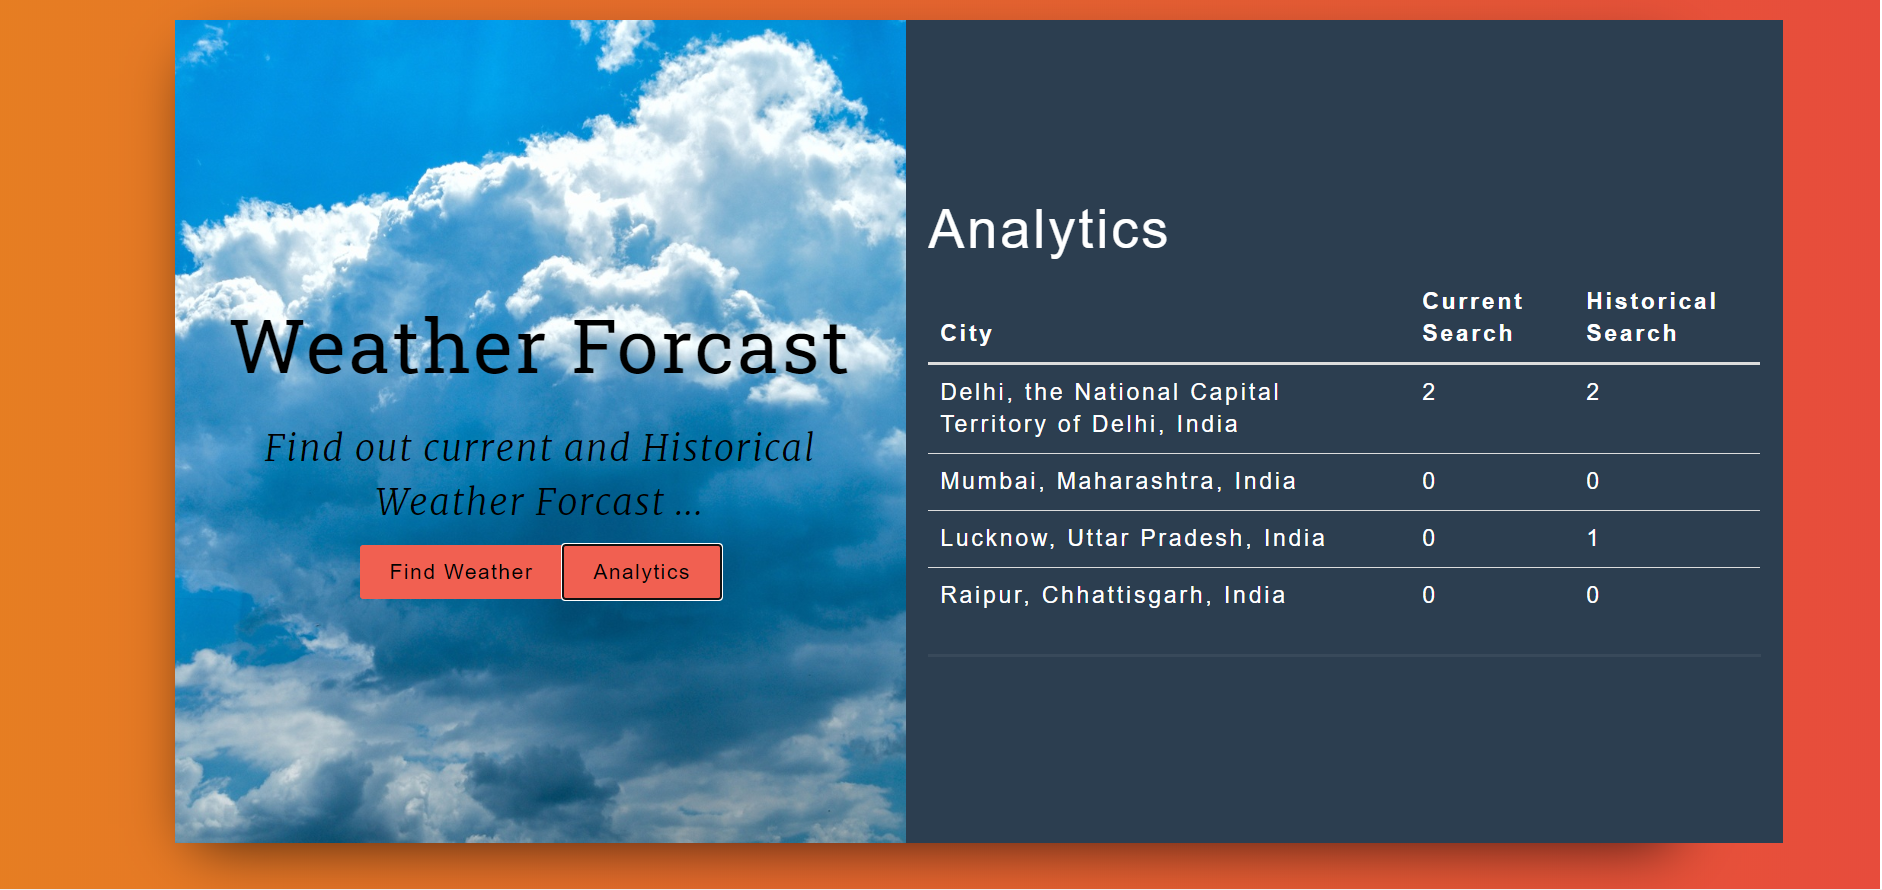 Weather Forcast
Find out current and Historical
Weather Forcast ...
Find Weather
Analytics
Analytics
City
Current
Search
Historical
Search
Delhi, the National Capital
Territory of Delhi, India
2
2
Mumbai, Maharashtra, India
0
0
Lucknow, Uttar Pradesh, India
0
1
Raipur, Chhattisgarh, India
0
0